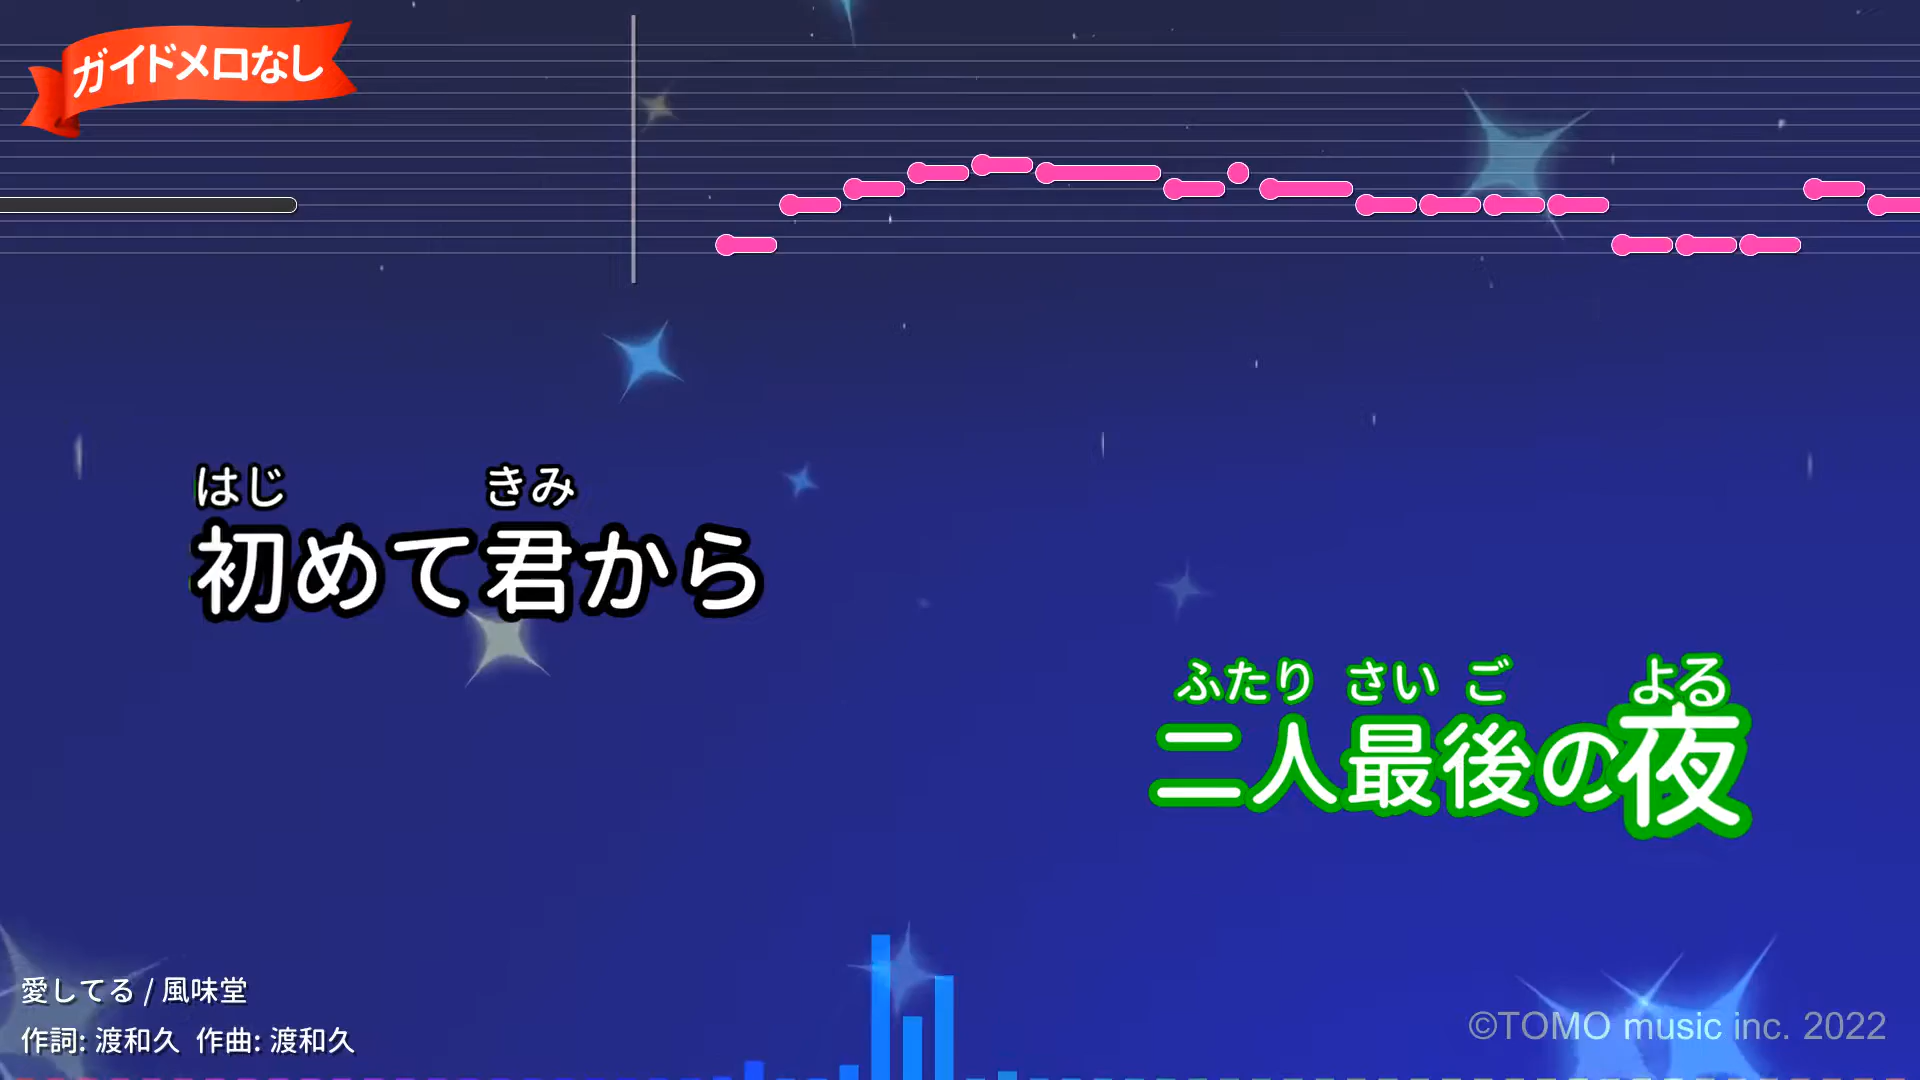 ガイドメロなし
はじ きみ
初めて君から
ふたり さい ご よる
二人最後の夜
愛してる / 風味堂
作詞: 渡和久 作曲: 渡和久
©TOMO music inc. 2022